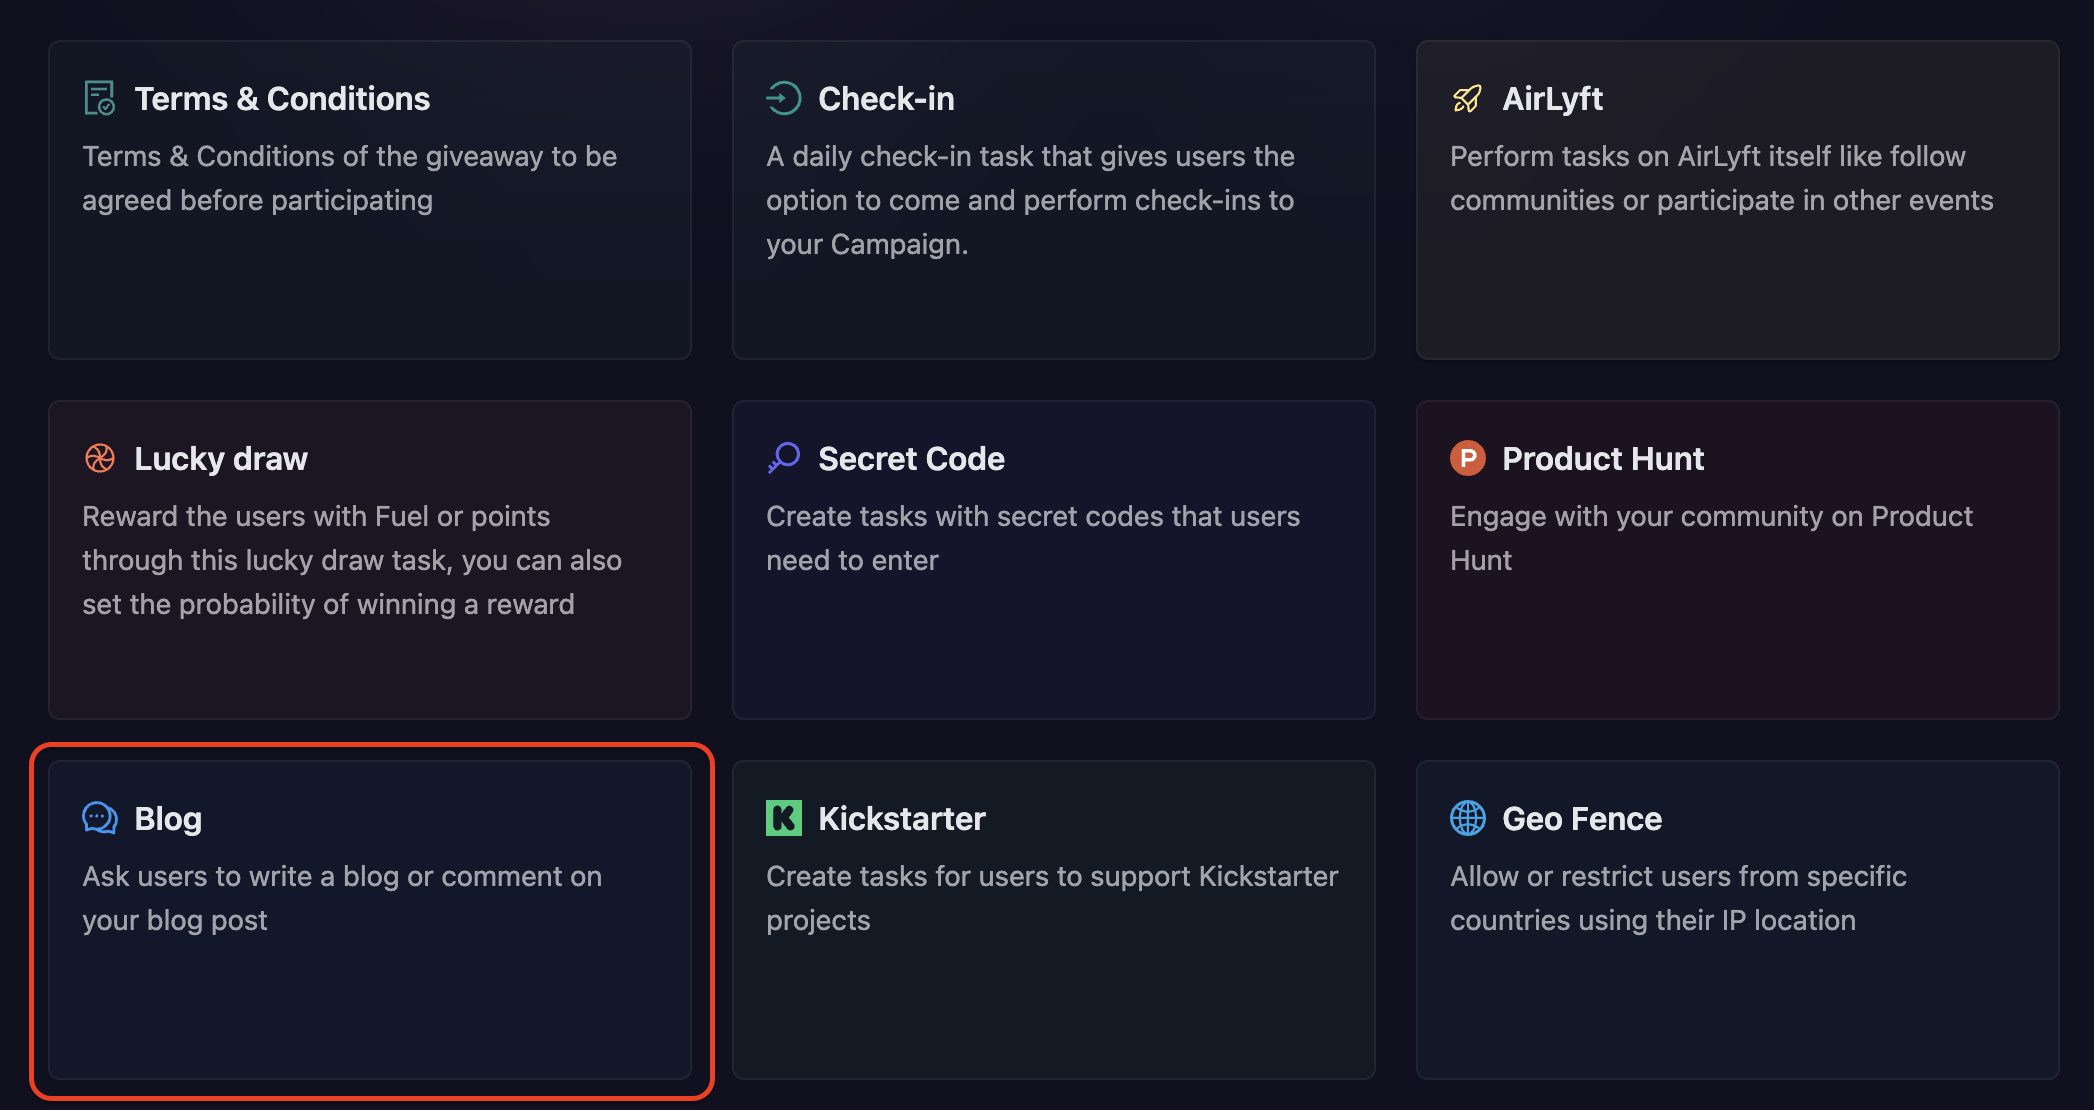 Terms & Conditions
Terms & Conditions of the giveaway to be
agreed before participating
Check-in
A daily check-in task that gives users the
option to come and perform check-ins to
your Campaign.
AirLyft
Perform tasks on AirLyft itself like follow
communities or participate in other events
Lucky draw
Reward the users with Fuel or points
through this lucky draw task, you can also
set the probability of winning a reward
Secret Code
Create tasks with secret codes that users
need to enter
P
Product Hunt
Engage with your community on Product
Hunt
Blog
Ask users to write a blog or comment on
your blog post
K
Kickstarter
Create tasks for users to support Kickstarter
projects
Geo Fence
Allow or restrict users from specific
countries using their IP location